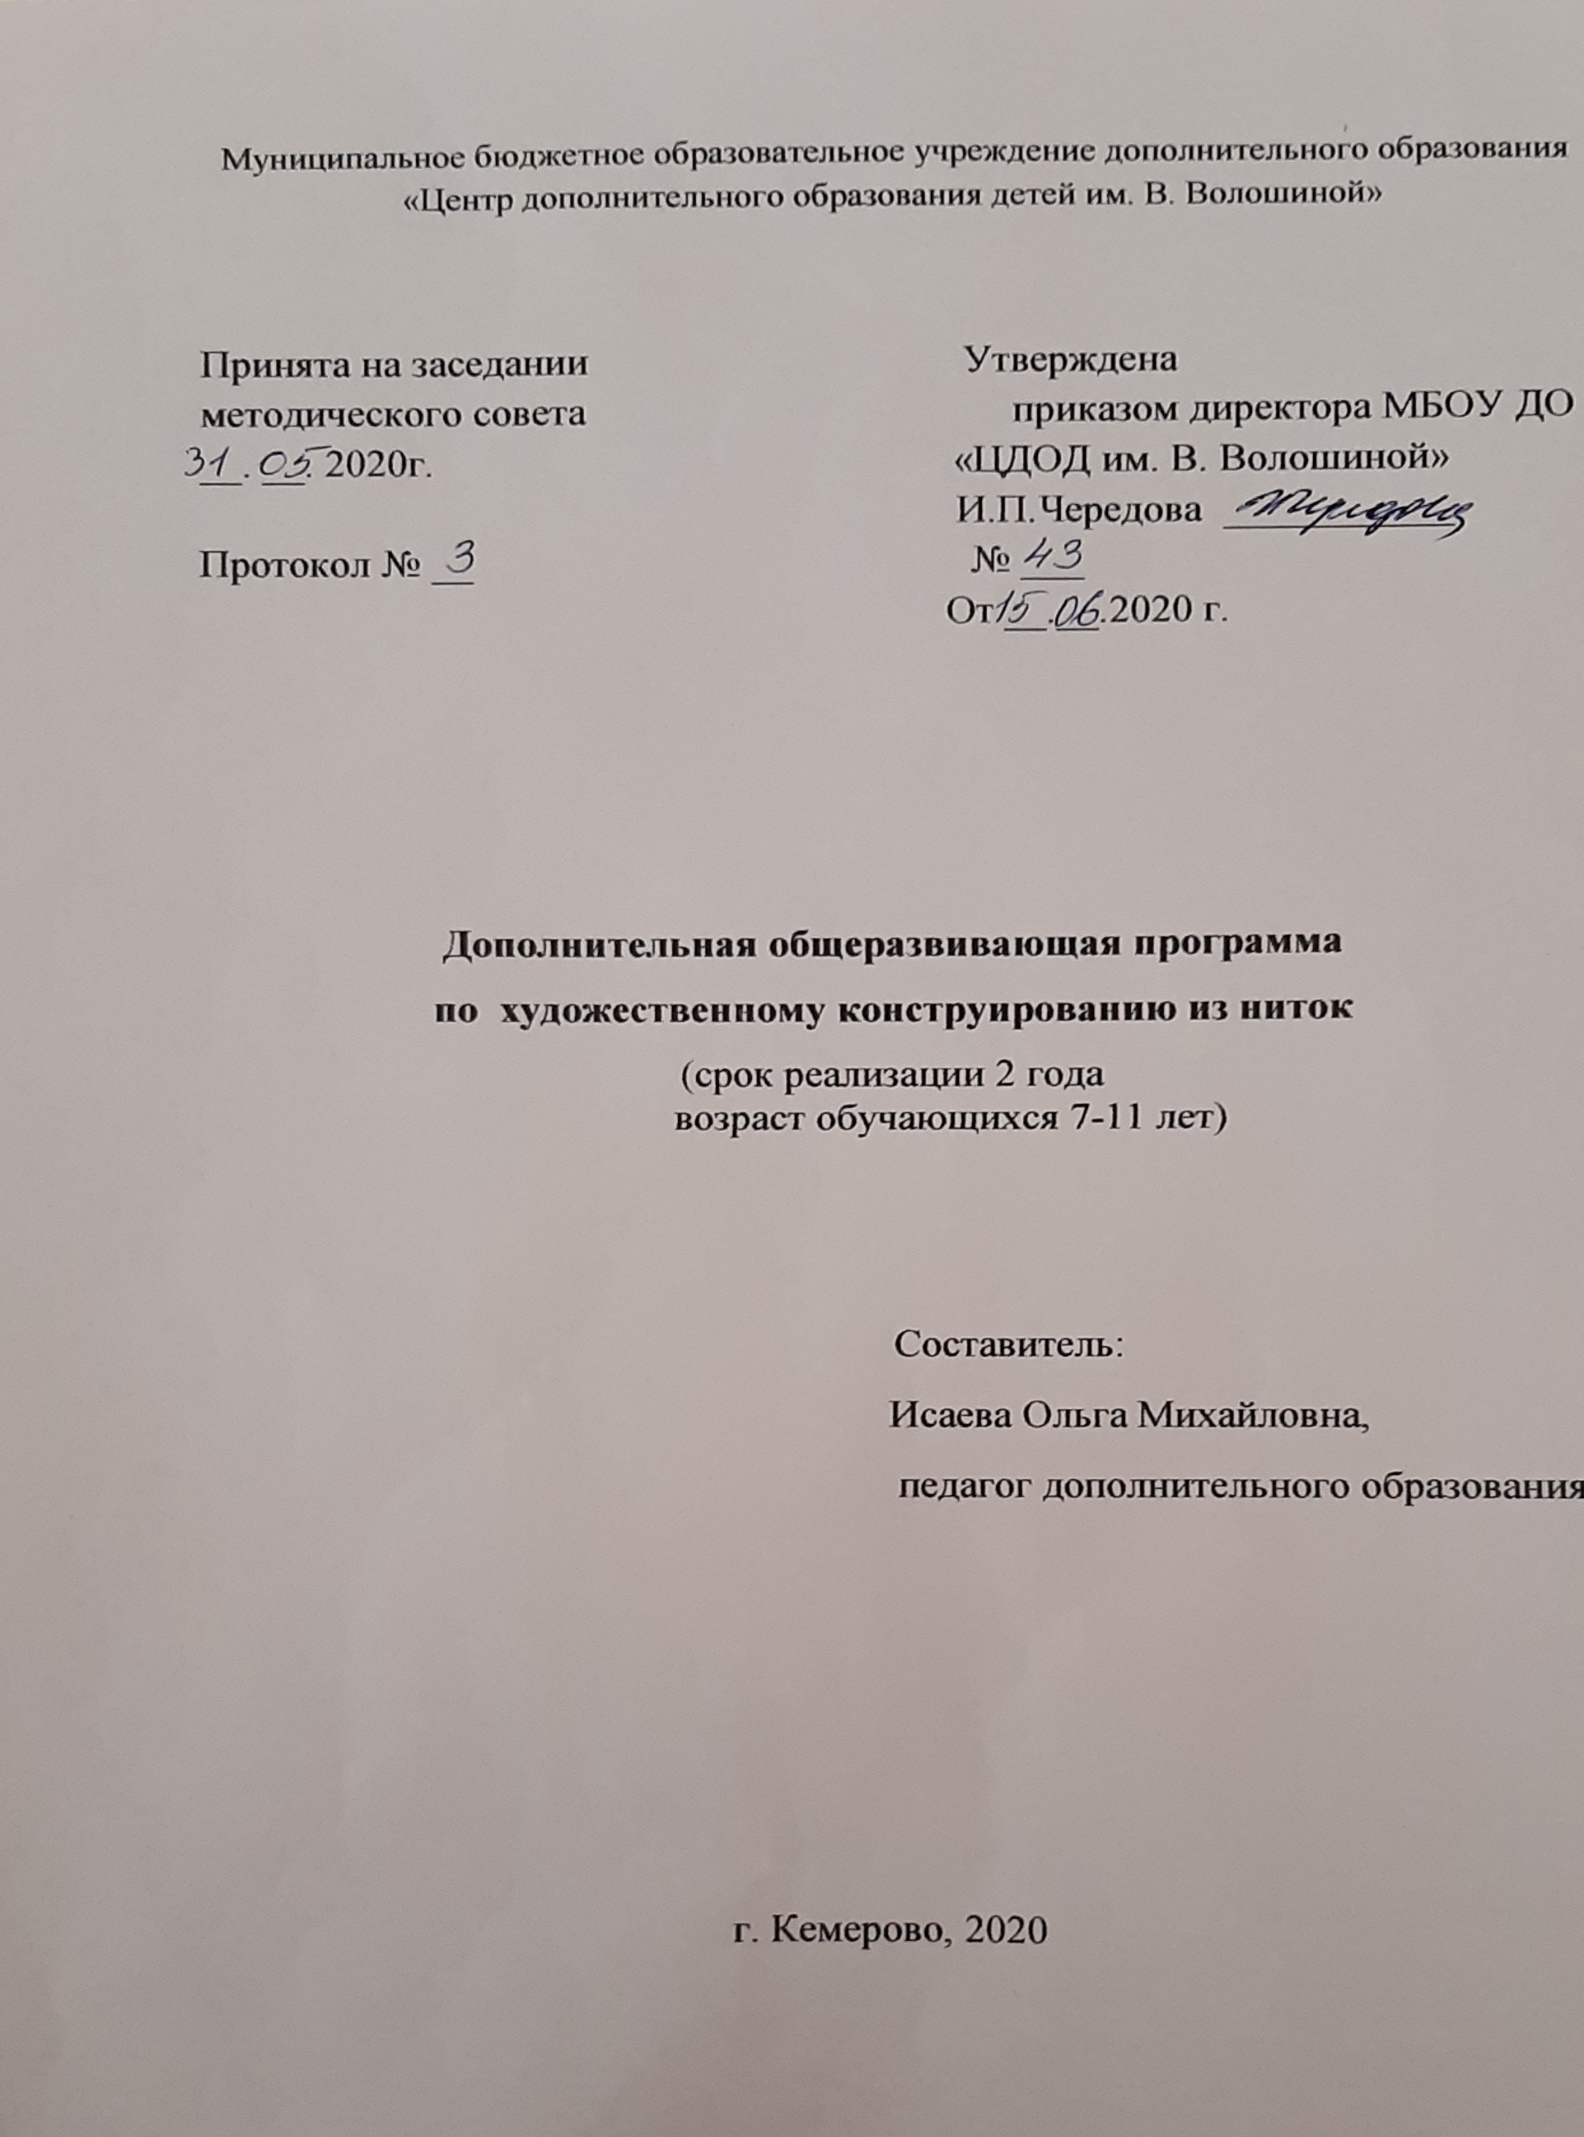 Муниципальное бюджетное образовательное учреждение дополнительного образования
«Центр дополнительного образования детей им. В. Волошиной»
Принята на заседании
методического совета
31.05.2020г.
Протокол № 3
Утверждена
приказом директора МБОУ ДО
«ЦДОД им. В. Волошиной»
И.П.Чередова
№ 43
От 15.06.2020 г.
Дополнительная общеразвивающая программа
по художественному конструированию из ниток
(срок реализации 2 года
возраст обучающихся 7-11 лет)
Составитель:
Исаева Ольга Михайловна,
педагог дополнительного образования
г. Кемерово, 2020